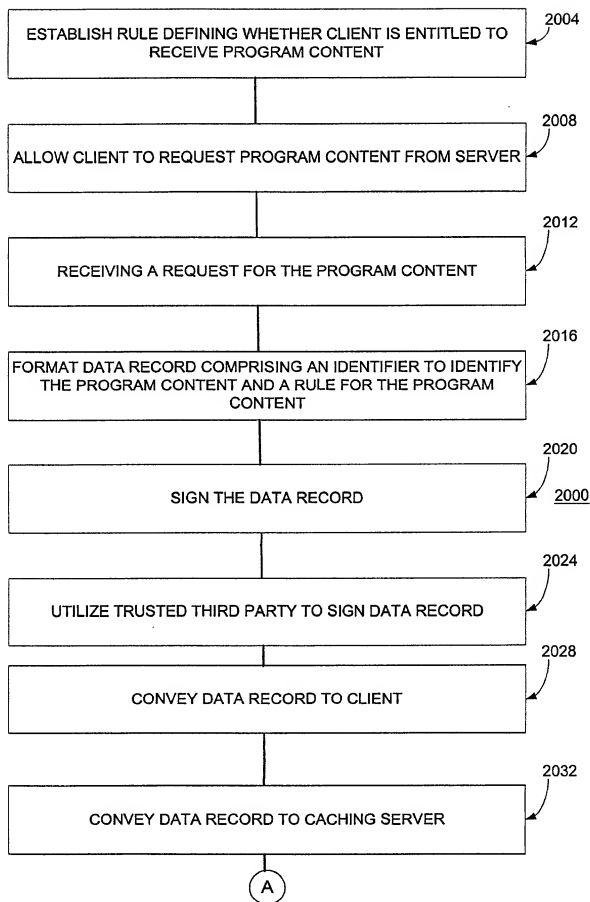 2004
ESTABLISH RULE DEFINING WHETHER CLIENT IS ENTITLED TO
RECEIVE PROGRAM CONTENT
2008
ALLOW CLIENT TO REQUEST PROGRAM CONTENT FROM SERVER
2012
RECEIVING A REQUEST FOR THE PROGRAM CONTENT
2016
FORMAT DATA RECORD COMPRISING AN IDENTIFIER TO IDENTIFY
THE PROGRAM CONTENT AND A RULE FOR THE PROGRAM
CONTENT
2020
SIGN THE DATA RECORD
2000
2024
UTILIZE TRUSTED THIRD PARTY TO SIGN DATA RECORD
2028
CONVEY DATA RECORD TO CLIENT
2032
CONVEY DATA RECORD TO CACHING SERVER
A